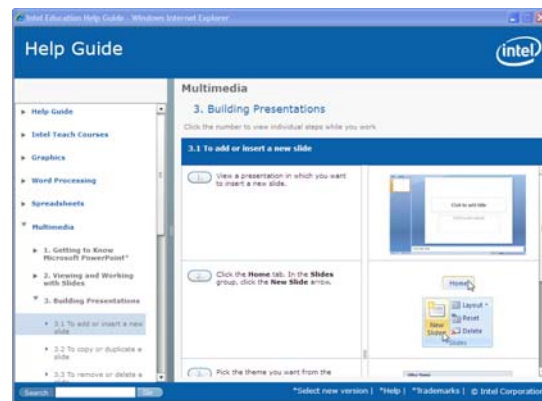 Intel Education Help Guide - Windows Internet Explorer
Help Guide
intel
Help Guide
Intel Teach Courses
Graphics
Word Processing
Spreadsheets
Multimedia
1. Getting to Know
Microsoft PowerPoint*
2. Viewing and Working
with Slides
3. Building Presentations
3.1 To add or insert a new
slide
3.2 To copy or duplicate a
slide
3.3 To remove or delete a
Multimedia
3. Building Presentations
Click the number to view individual steps while you
work.
3.1 To add or insert a new slide
1. View a presentation in which you want
to insert a new slide.
Click to add title
2. Click the Home tab. In the Slides
group, click the New Slide arrow.
Home
New
Slide
Layout
Reset
Delete
Slides
3. Pick the theme you want from the
Office Theme
Search
Go
*Select new version | *Help | *Trademarks | © Intel Corporation